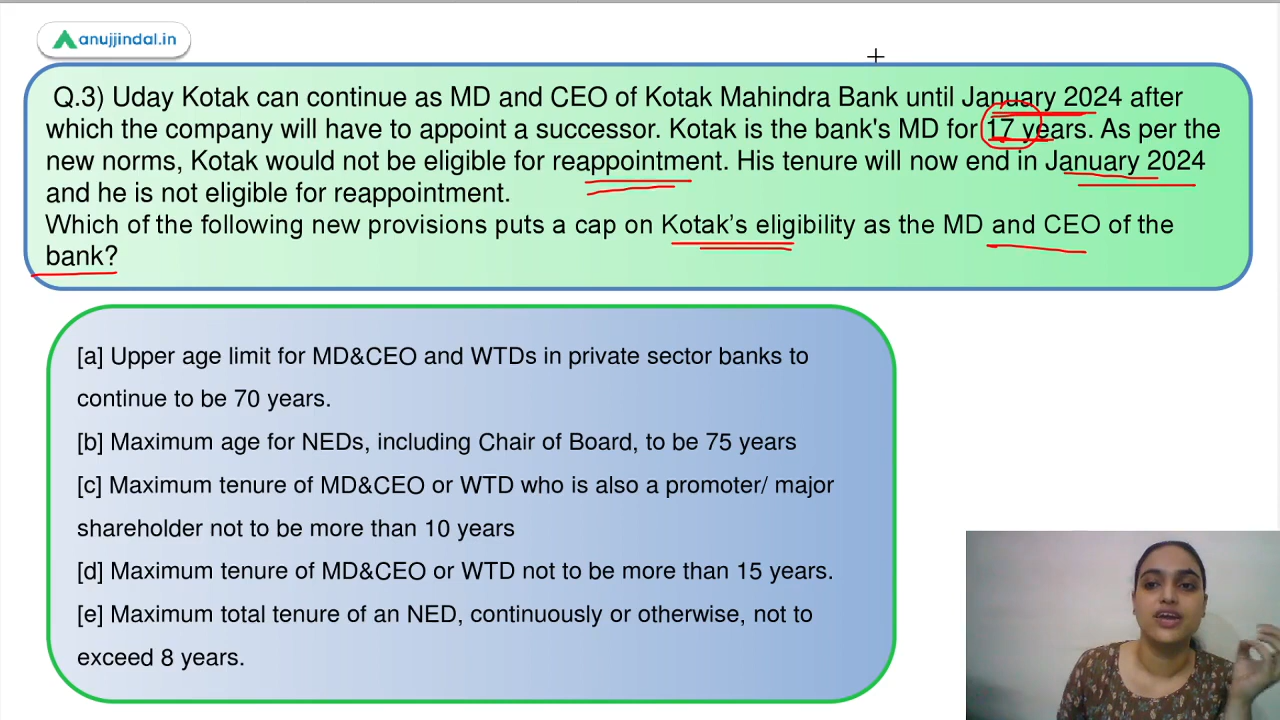 anujjindal.in
Q.3) Uday Kotak can continue as MD and CEO of Kotak Mahindra Bank until January 2024 after
which the company will have to appoint a successor. Kotak is the bank's MD for 17 years. As per the
new norms, Kotak would not be eligible for reappointment. His tenure will now end in January 2024
and he is not eligible for reappointment.
Which of the following new provisions puts a cap on Kotak’s eligibility as the MD and CEO of the
bank?
[a] Upper age limit for MD&CEO and WTDs in private sector banks to
continue to be 70 years.
[b] Maximum age for NEDs, including Chair of Board, to be 75 years
[c] Maximum tenure of MD&CEO or WTD who is also a promoter/ major
shareholder not to be more than 10 years
[d] Maximum tenure of MD&CEO or WTD not to be more than 15 years.
[e] Maximum total tenure of an NED, continuously or otherwise, not to
exceed 8 years.